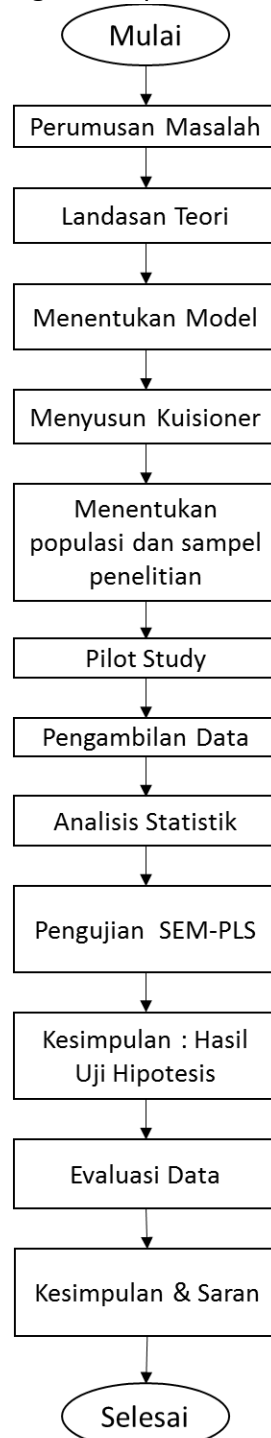 Mulai
Perumusan Masalah
Landasan Teori
Menentukan Model
Menyusun Kuisioner
Menentukan
populasi dan sampel
penelitian
Pilot Study
Pengambilan Data
Analisis Statistik
Pengujian SEM-PLS
Kesimpulan : Hasil
Uji Hipotesis
Evaluasi Data
Kesimpulan & Saran
Selesai